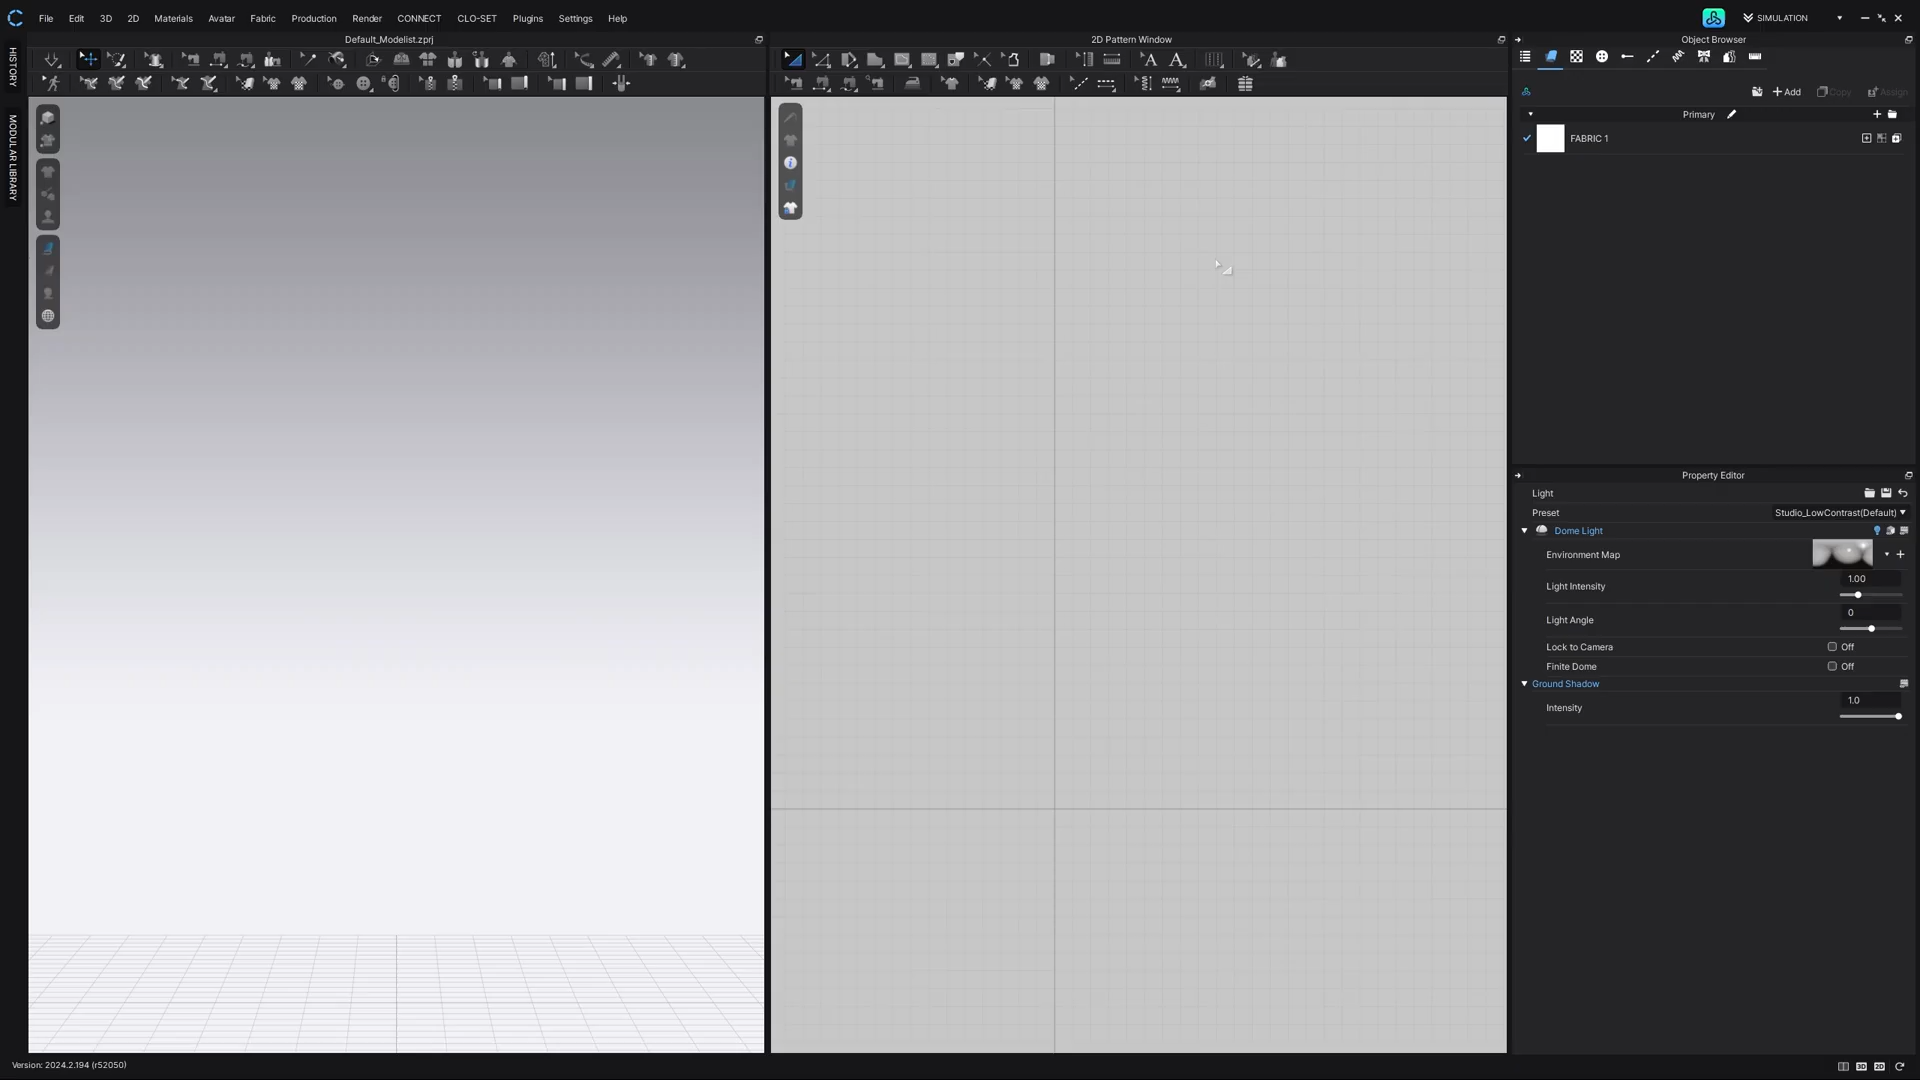 File Edit 3D 2D Materials Avatar Fabric Production Render CONNECT CLO-SET Plugins Settings Help
SIMULATION
HISTORY
MODULAR LIBRARY
Default_Modelist.zprj
2D Pattern Window
Object Browser
Add Copy Assign
Primary
FABRIC 1
Property Editor
Light
Preset Studio_LowContrast(Default)
Dome Light
Environment Map
Light Intensity 1.00
Light Angle 0
Lock to Camera Off
Finite Dome Off
Ground Shadow
Intensity 1.0
Version: 2024.2.194 (r52050)
3D 2D